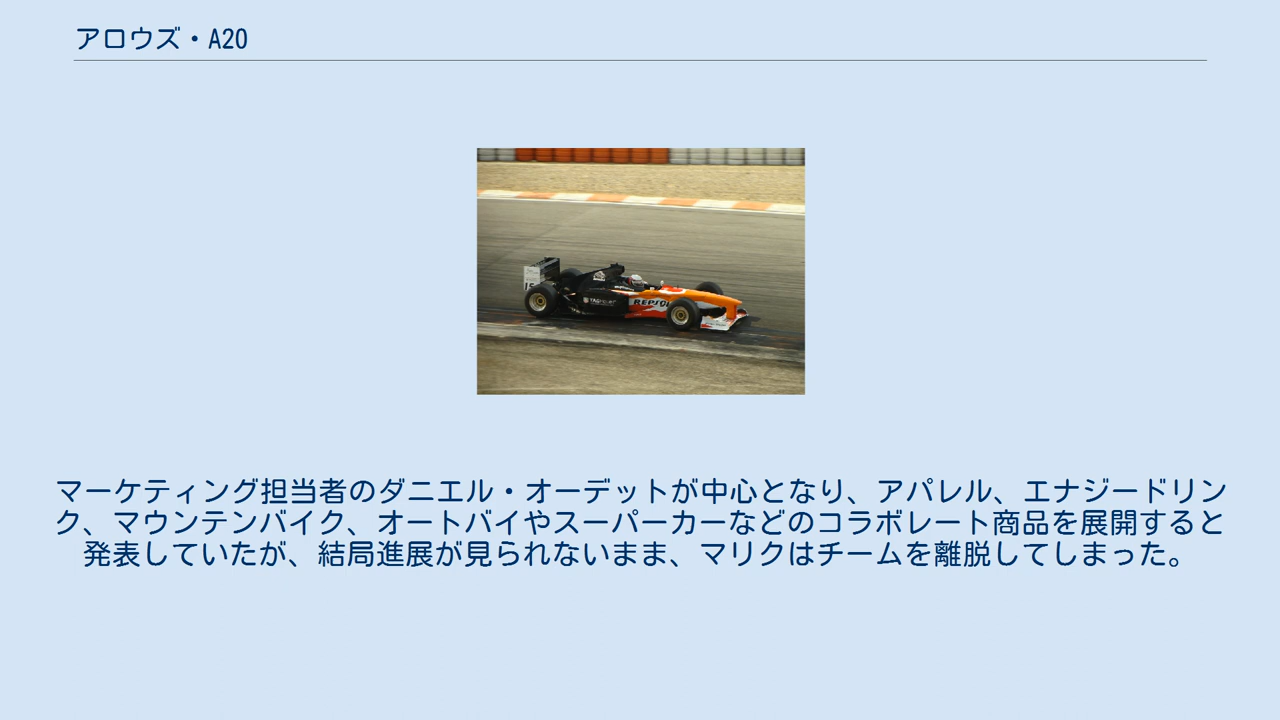 アロウズ・A20
REPSOL
マーケティング担当者のダニエル・オーデットが中心となり、アパレル、エナジードリン
ク、マウンテンバイク、オートバイやスーパーカーなどのコラボレート商品を展開すると
発表していたが、結局進展が見られないまま、マリクはチームを離脱してしまった。